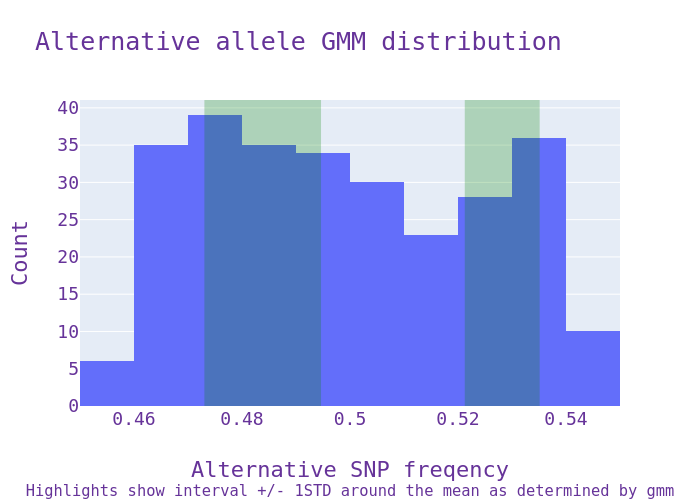 Alternative allele GMM distribution
40
35
30
25
20
15
10
5
0
Count
0.46 0.48 0.5 0.52 0.54
Alternative SNP freqency
Highlights show interval +/- 1STD around the mean as determined by gmm